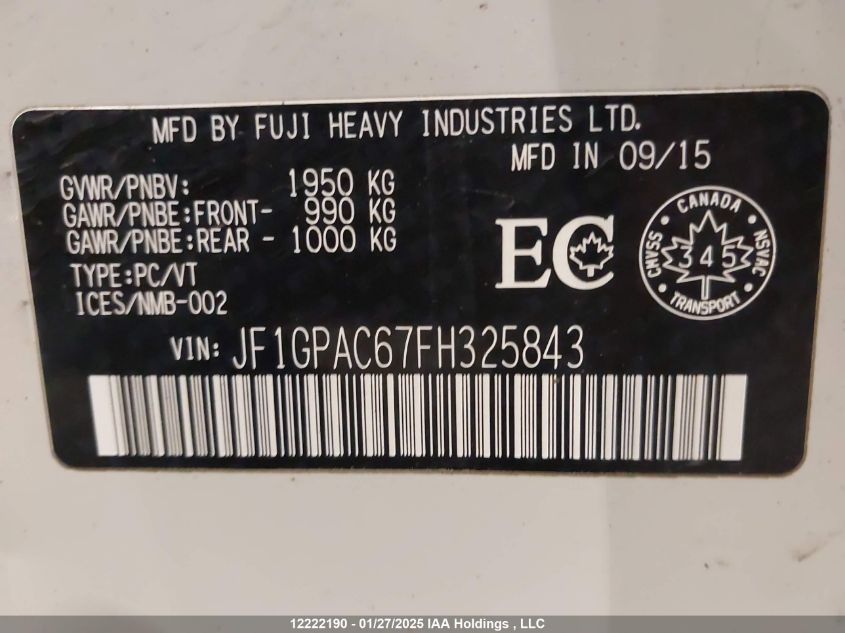 MFD BY FUJI HEAVY INDUSTRIES LTD.
MFD IN 09/15
GVWR/PNBV: 1950 KG
GAWR/PNBE:FRONT- 990 KG
GAWR/PNBE:REAR - 1000 KG
TYPE:PC/VT
ICES/NMB-002
EC
CANADA
CMVSS 345 NSVAC
TRANSPORT
VIN: JF1GPAC67FH325843
12222190 - 01/27/2025 IAA Holdings , LLC